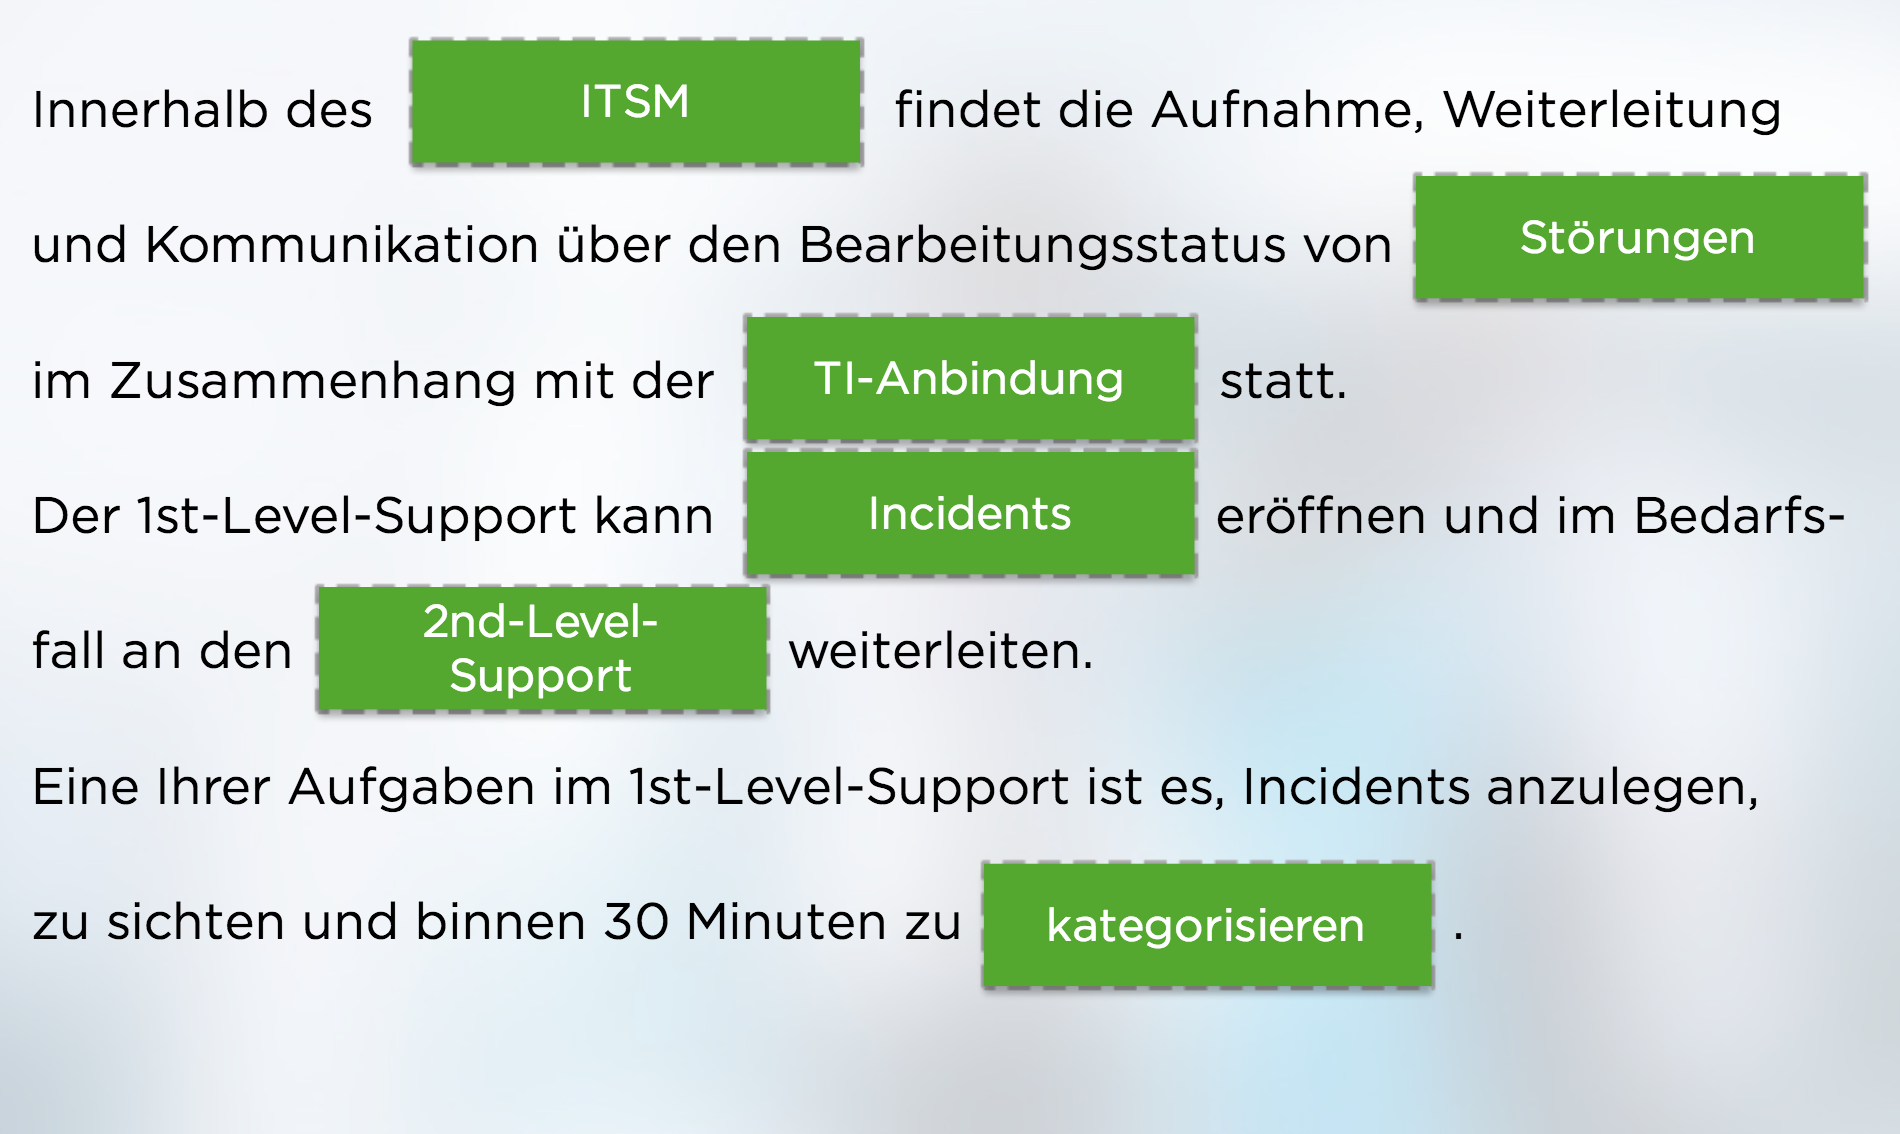 Innerhalb des ITSM findet die Aufnahme, Weiterleitung
und Kommunikation über den Bearbeitungsstatus von Störungen
im Zusammenhang mit der TI-Anbindung statt.
Der 1st-Level-Support kann Incidents eröffnen und im Bedarfs-
fall an den 2nd-Level-Support weiterleiten.
Eine Ihrer Aufgaben im 1st-Level-Support ist es, Incidents anzulegen,
zu sichten und binnen 30 Minuten zu kategorisieren .